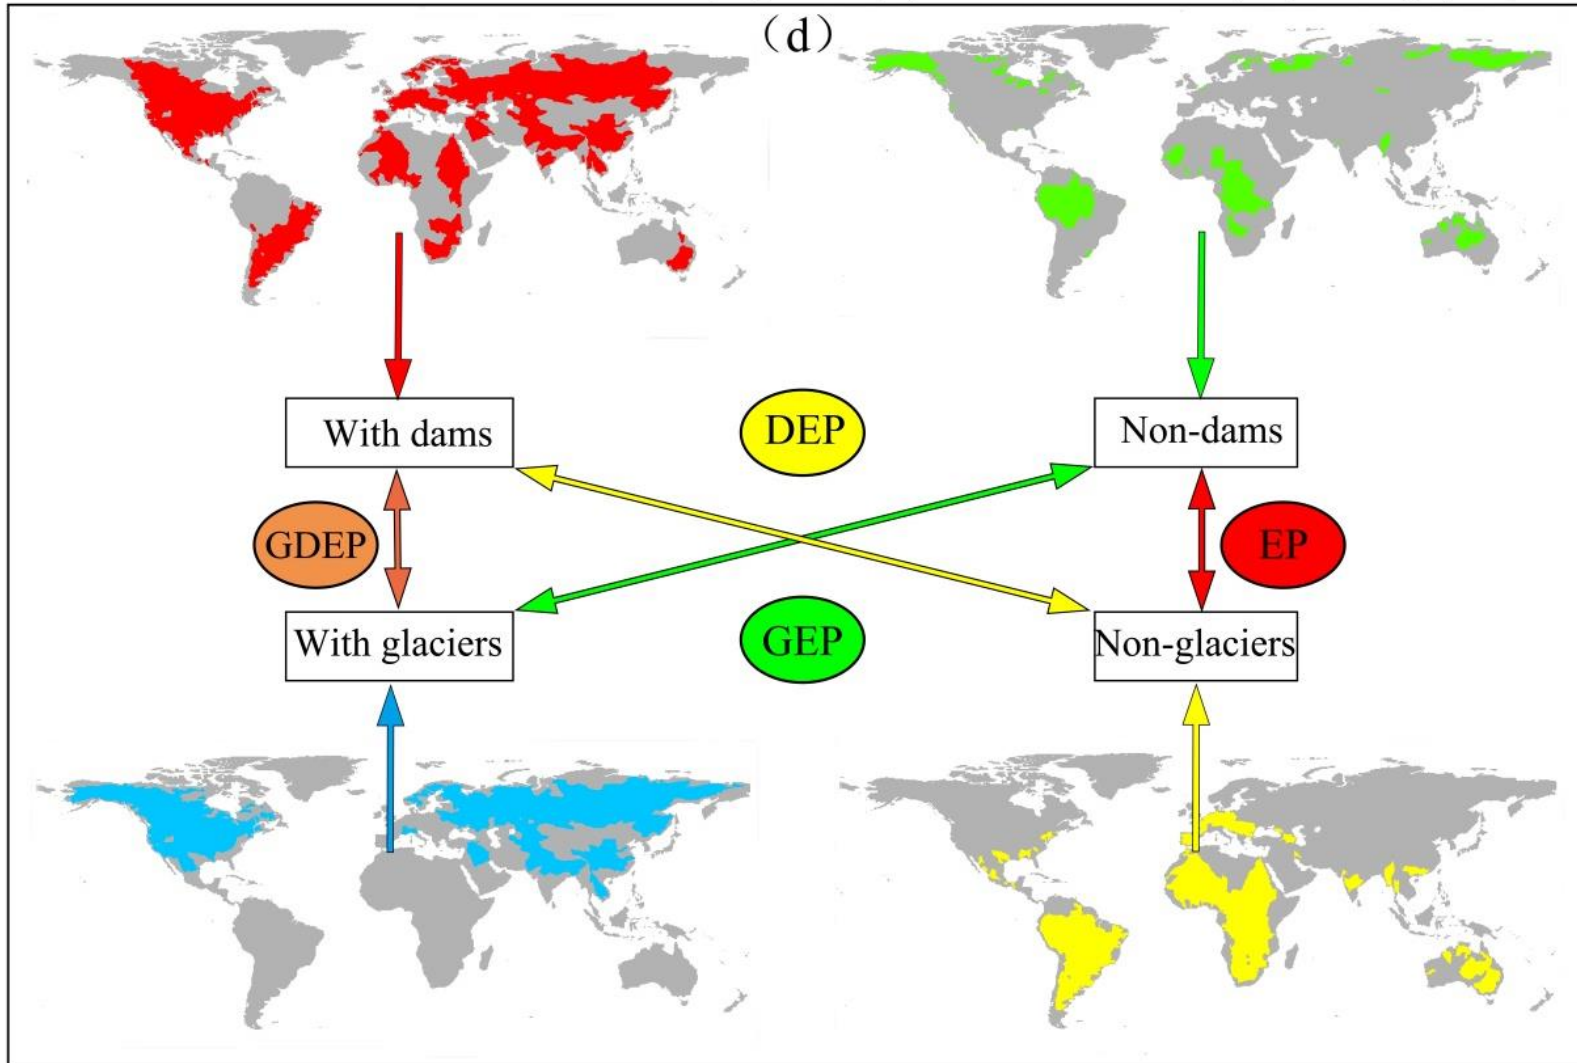 (d)
With dams
DEP
Non-dams
GDEP
EP
With glaciers
GEP
Non-glaciers